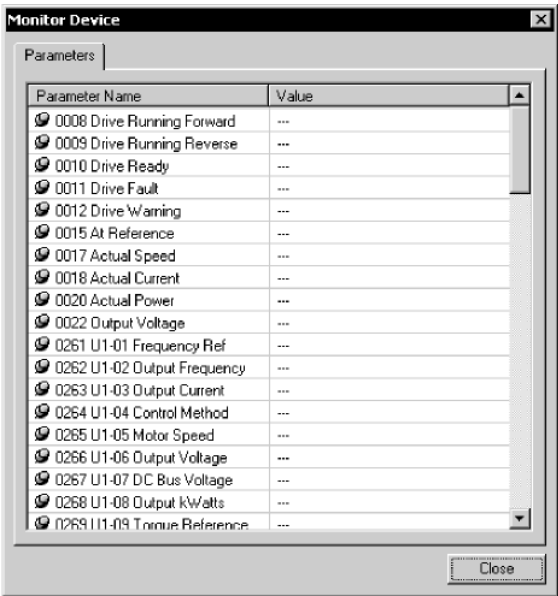 Monitor Device
Parameters
Parameter Name Value
0008 Drive Running Forward ---
0009 Drive Running Reverse ---
0010 Drive Ready ---
0011 Drive Fault ---
0012 Drive Warning ---
0015 At Reference ---
0017 Actual Speed ---
0018 Actual Current ---
0020 Actual Power ---
0022 Output Voltage ---
0261 U1-01 Frequency Ref ---
0262 U1-02 Output Frequency ---
0263 U1-03 Output Current ---
0264 U1-04 Control Method ---
0265 U1-05 Motor Speed ---
0266 U1-06 Output Voltage ---
0267 U1-07 DC Bus Voltage ---
0268 U1-08 Output kWatts ---
0269 U1-09 Torque Reference ---
Close